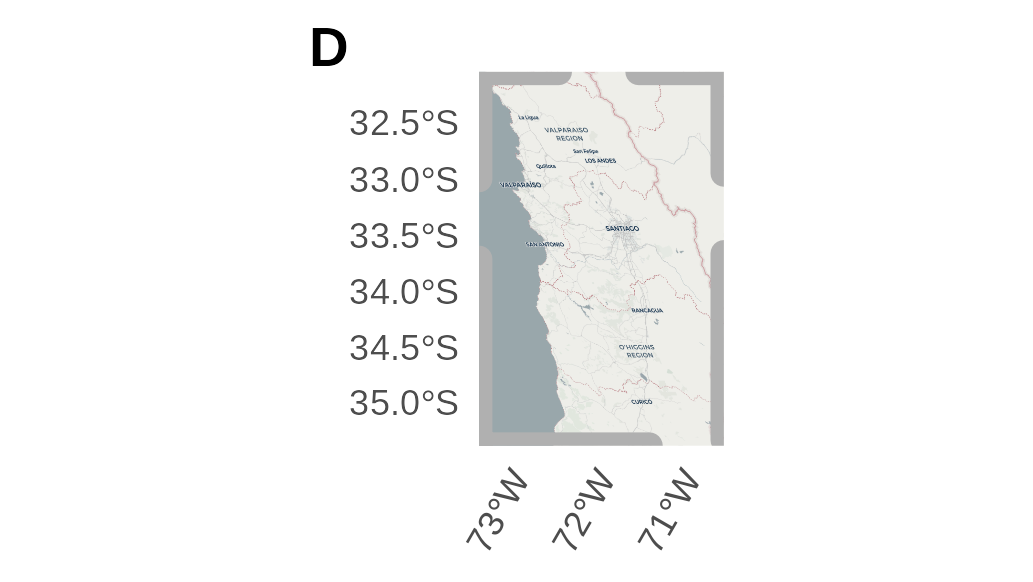 D
32.5°S
33.0°S
33.5°S
34.0°S
34.5°S
35.0°S
La Ligua
VALPARAISO
REGION
San Felipe
LOS ANDES
Quillota
VALPARAISO
SANTIAGO
SAN ANTONIO
RANCAGUA
O'HIGGINS
REGION
CURICO
73°W
72°W
71°W